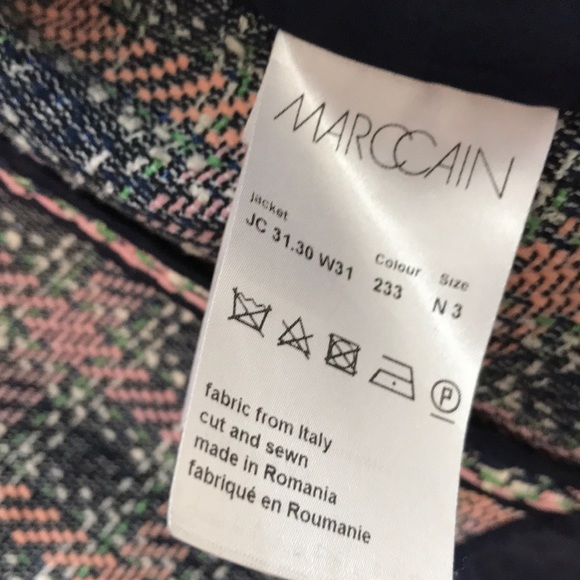 MARCCAIN
jacket
JC 31.30 W31
Colour Size
233 N 3
P
fabric from Italy
cut and sewn
made in Romania
fabriqué en Roumanie